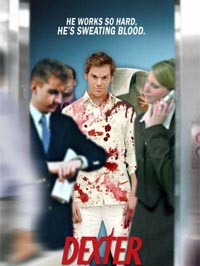 HE WORKS SO HARD,
HE'S SWEATING BLOOD.
DEXTER